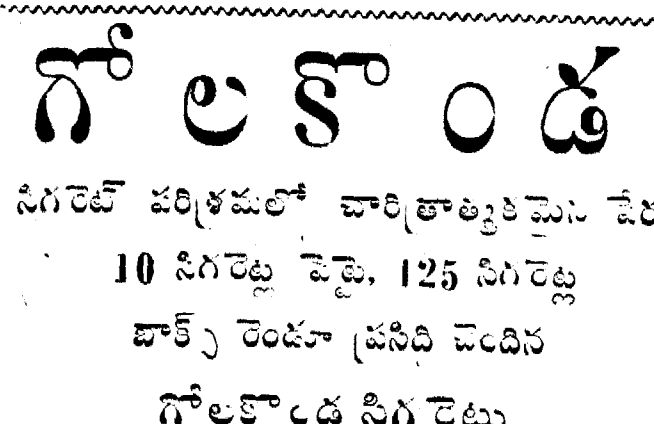 గోలకొండ
సిగరెట్ పరిశ్రమలో చారిత్రాత్మకమైన పేరు
10 సిగరెట్ల పెట్టె, 125 సిగరెట్ల
బాక్స్ రెండూ ప్రసిద్ధి చెందిన
గోలకొండ సిగరెట్లు